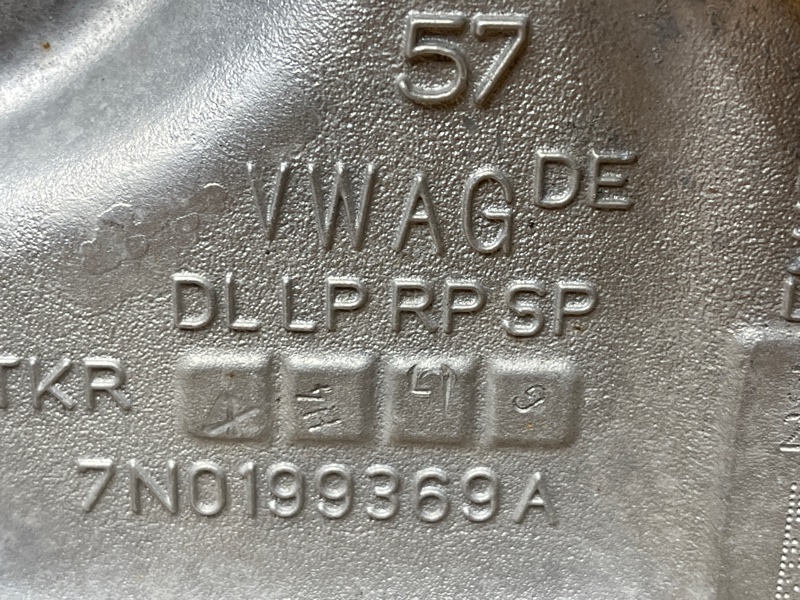 57
VWAG DE
DL LP RP SP
TKR
7N0199369A